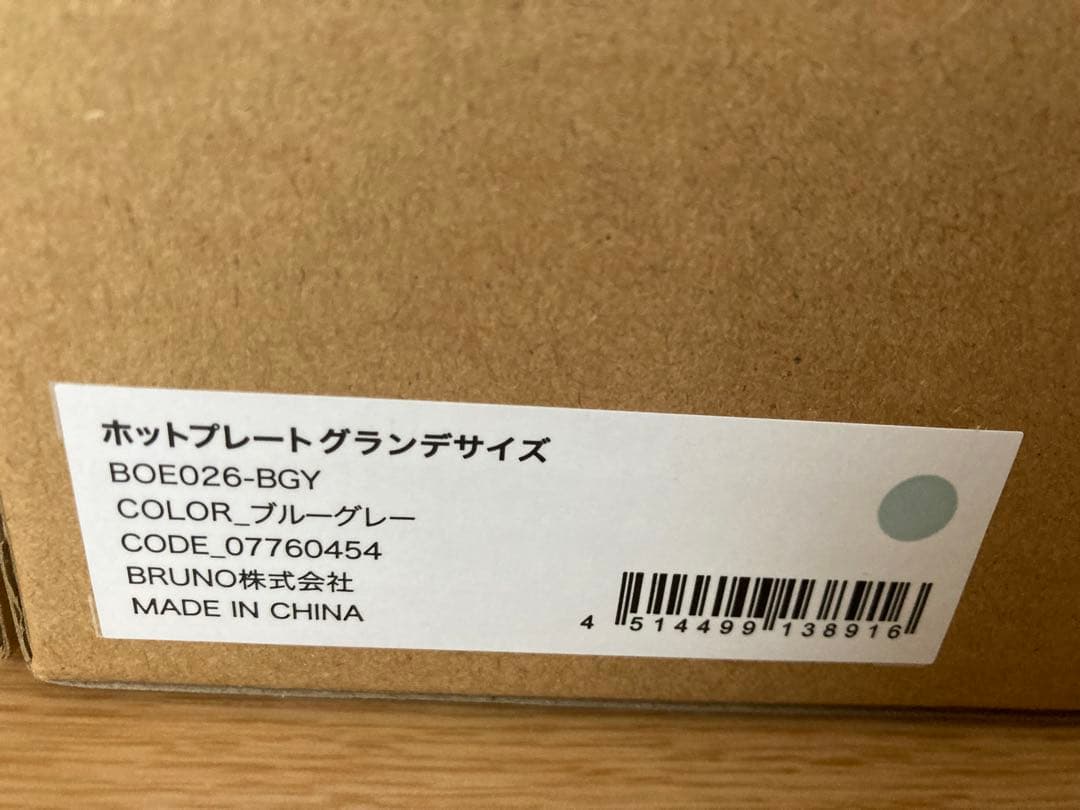 ホットプレートグランデサイズ
BOE026-BGY
COLOR_ブルーグレー
CODE_07760454
BRUNO株式会社
MADE IN CHINA
4 514499 138916